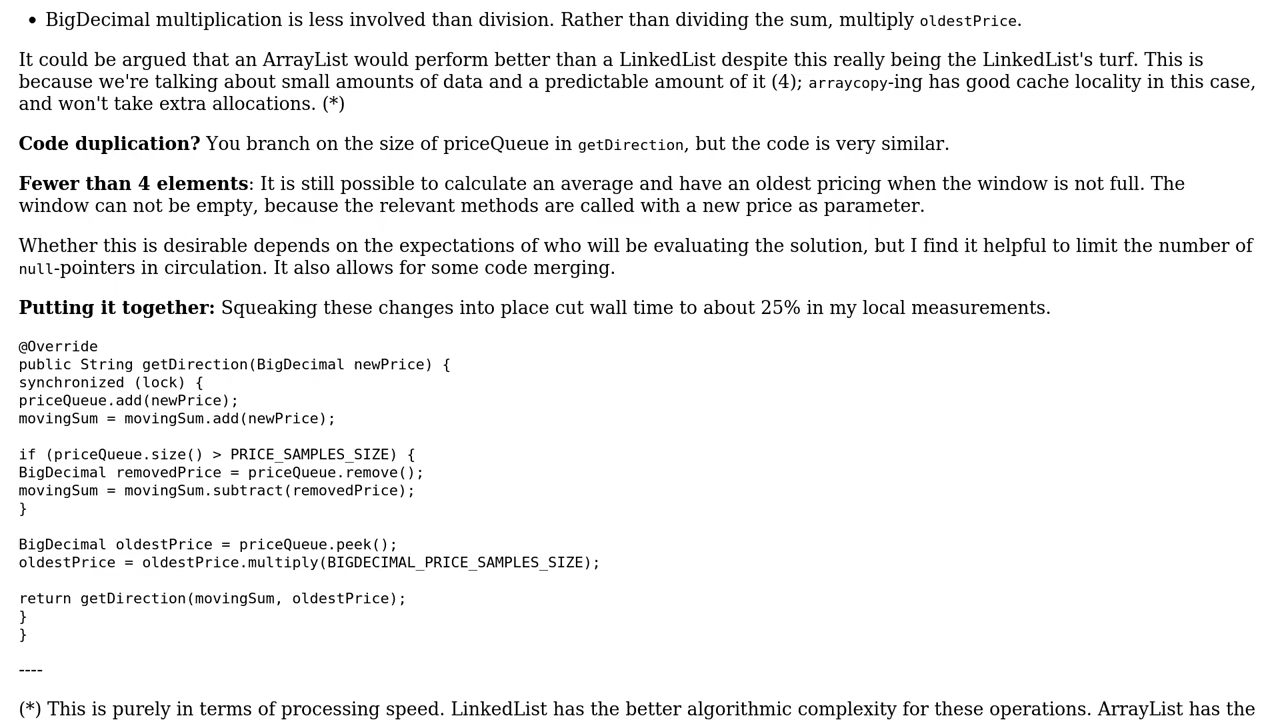 • BigDecimal multiplication is less involved than division. Rather than dividing the sum, multiply oldestPrice.
It could be argued that an ArrayList would perform better than a LinkedList despite this really being the LinkedList's turf. This is
because we're talking about small amounts of data and a predictable amount of it (4); arraycopy-ing has good cache locality in this case,
and won't take extra allocations. (*)
Code duplication? You branch on the size of priceQueue in getDirection, but the code is very similar.
Fewer than 4 elements: It is still possible to calculate an average and have an oldest pricing when the window is not full. The
window can not be empty, because the relevant methods are called with a new price as parameter.
Whether this is desirable depends on the expectations of who will be evaluating the solution, but I find it helpful to limit the number of
null-pointers in circulation. It also allows for some code merging.
Putting it together: Squeaking these changes into place cut wall time to about 25% in my local measurements.
@Override
public String getDirection(BigDecimal newPrice) {
synchronized (lock) {
priceQueue.add(newPrice);
movingSum = movingSum.add(newPrice);
if (priceQueue.size() > PRICE_SAMPLES_SIZE) {
BigDecimal removedPrice = priceQueue.remove();
movingSum = movingSum.subtract(removedPrice);
}
BigDecimal oldestPrice = priceQueue.peek();
oldestPrice = oldestPrice.multiply(BIGDECIMAL_PRICE_SAMPLES_SIZE);
return getDirection(movingSum, oldestPrice);
}
}
----
(*) This is purely in terms of processing speed. LinkedList has the better algorithmic complexity for these operations. ArrayList has the